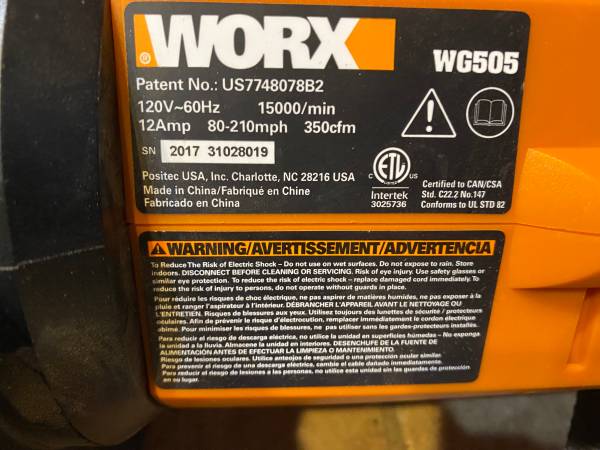 WORX
WG505
Patent No.: US7748078B2
120V~60Hz 15000/min
12Amp 80-210mph 350cfm
SN 2017 31028019
Positec USA, Inc. Charlotte, NC 28216 USA
Made in China/Fabriqué en Chine
Fabricado en China
ETL
C US
LISTED
Intertek
3025736
Certified to CAN/CSA
Std. C22.2 No.147
Conforms to UL STD 82
WARNING/AVERTISSEMENT/ADVERTENCIA
To Reduce The Risk of Electric Shock – Do not use on wet surfaces. Do not expose to rain. Store
indoors. DISCONNECT BEFORE CLEANING OR SERVICING. Risk of eye injury. Use safety glasses or
similar eye protection. To reduce the risk of electric shock – replace damaged cord immediately. To
reduce the risk of injury to persons, do not operate without guards in place.
Pour réduire les risques de choc électrique, ne pas exposer à la
pluie et ranger l'aspirateur à l'interieur. DÉBRANCHER L'APPAREIL AVANT LE NETTOYAGE OU
L'ENTRETIEN. Risques de blessures aux yeux. Utilisez toujours des lunettes de sécurite / protecteurs
oculaires. Afin de prévenir le risque d'électrocution, remplacer immédiatement le cordon électrique
abimé. Pour minimiser les risques de blessures, ne pas utiliser sans les gardes-protecteurs installés.
Para reducir el riesgo de descarga eléctrica – No utilice la unidad en superficies húmedas – No exponga
la unidad a la lluvia. Almacene la unidad en interiores. DESENCHUFE DE LA FUENTE DE
ALIMENTACIÓN ANTES DE EFECTUAR LA LIMPIEZA O MANTENIMIENTO.
Riesgo de lesiones oculares. Utilice anteojos de seguridad o una protección ocular similar.
Para prevenir el riesgo de una descarga eléctrica, cambie el cable dañado inmediatamente.
Para reducir el riesgo de lesiones a las personas, no utilice esta unidad sin las guardas de protección
en su lugar.